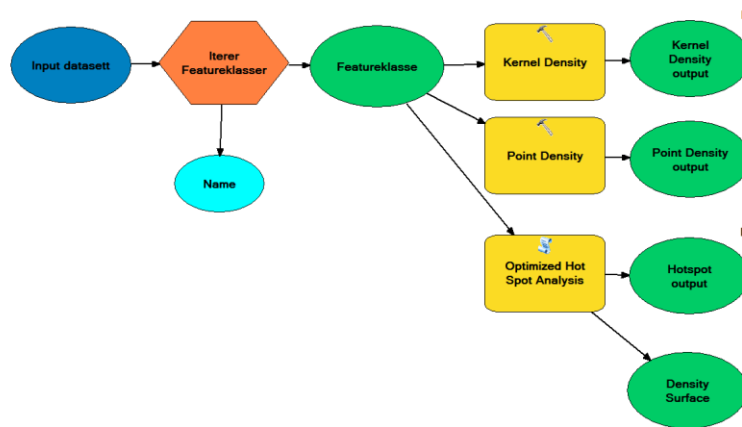 Input datasett
Iterer
Featureklasser
Featureklasse
Kernel Density
Kernel
Density
output
Name
Point Density
Point Density
output
Optimized Hot
Spot Analysis
Hotspot
output
Density
Surface